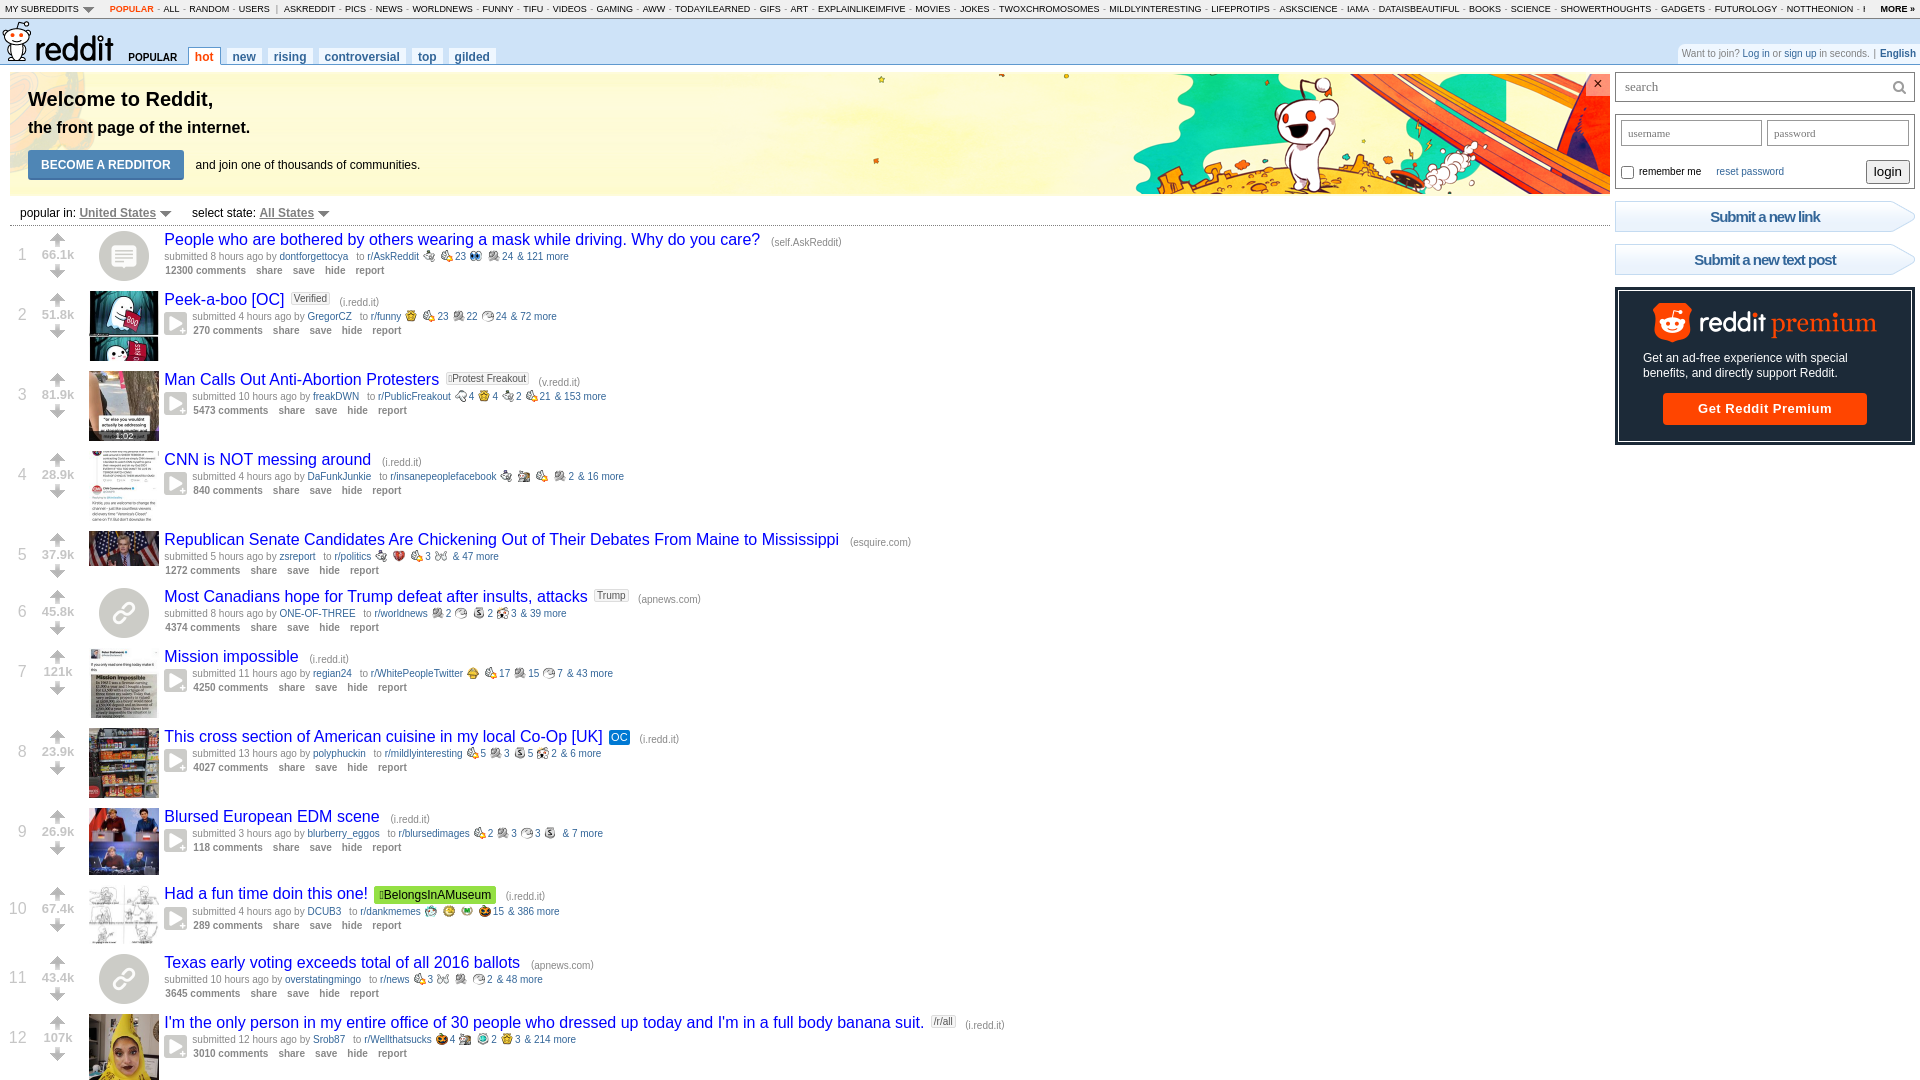 MY SUBREDDITS POPULAR - ALL - RANDOM - USERS | ASKREDDIT - PICS - NEWS - WORLDNEWS - FUNNY - TIFU - VIDEOS - GAMING - AWW - TODAYILEARNED - GIFS - ART - EXPLAINLIKEIMFIVE - MOVIES - JOKES - TWOXCHROMOSOMES - MILDLYINTERESTING - LIFEPROTIPS - ASKSCIENCE - IAMA - DATAISBEAUTIFUL - BOOKS - SCIENCE - SHOWERTHOUGHTS - GADGETS - FUTUROLOGY - NOTTHEONION - MORE »
reddit POPULAR hot new rising controversial top gilded
Want to join? Log in or sign up in seconds. | English
Welcome to Reddit,
the front page of the internet.
BECOME A REDDITOR and join one of thousands of communities.
×
search
username password
remember me reset password login
Submit a new link
Submit a new text post
reddit premium
Get an ad-free experience with special
benefits, and directly support Reddit.
Get Reddit Premium
popular in: United States select state: All States
1 66.1k People who are bothered by others wearing a mask while driving. Why do you care? (self.AskReddit)
submitted 8 hours ago by dontforgettocya to r/AskReddit 23 24 & 121 more
12300 comments share save hide report
2 51.8k Peek-a-boo [OC] Verified (i.redd.it)
submitted 4 hours ago by GregorCZ to r/funny 23 22 24 & 72 more
270 comments share save hide report
3 81.9k Man Calls Out Anti-Abortion Protesters Protest Freakout (v.redd.it)
submitted 10 hours ago by freakDWN to r/PublicFreakout 4 4 2 21 & 153 more
5473 comments share save hide report
4 28.9k CNN is NOT messing around (i.redd.it)
submitted 4 hours ago by DaFunkJunkie to r/insanepeoplefacebook 2 & 16 more
840 comments share save hide report
5 37.9k Republican Senate Candidates Are Chickening Out of Their Debates From Maine to Mississippi (esquire.com)
submitted 5 hours ago by zsreport to r/politics 3 & 47 more
1272 comments share save hide report
6 45.8k Most Canadians hope for Trump defeat after insults, attacks Trump (apnews.com)
submitted 8 hours ago by ONE-OF-THREE to r/worldnews 2 2 3 & 39 more
4374 comments share save hide report
7 121k Mission impossible (i.redd.it)
submitted 11 hours ago by regian24 to r/WhitePeopleTwitter 17 15 7 & 43 more
4250 comments share save hide report
8 23.9k This cross section of American cuisine in my local Co-Op [UK] OC (i.redd.it)
submitted 13 hours ago by polyphuckin to r/mildlyinteresting 5 3 5 2 & 6 more
4027 comments share save hide report
9 26.9k Blursed European EDM scene (i.redd.it)
submitted 3 hours ago by blurberry_eggos to r/blursedimages 2 3 3 & 7 more
118 comments share save hide report
10 67.4k Had a fun time doin this one! BelongsInAMuseum (i.redd.it)
submitted 4 hours ago by DCUB3 to r/dankmemes 15 & 386 more
289 comments share save hide report
11 43.4k Texas early voting exceeds total of all 2016 ballots (apnews.com)
submitted 10 hours ago by overstatingmingo to r/news 3 2 & 48 more
3645 comments share save hide report
12 107k I'm the only person in my entire office of 30 people who dressed up today and I'm in a full body banana suit. /r/all (i.redd.it)
submitted 12 hours ago by Srob87 to r/Wellthatsucks 4 2 3 & 214 more
3010 comments share save hide report